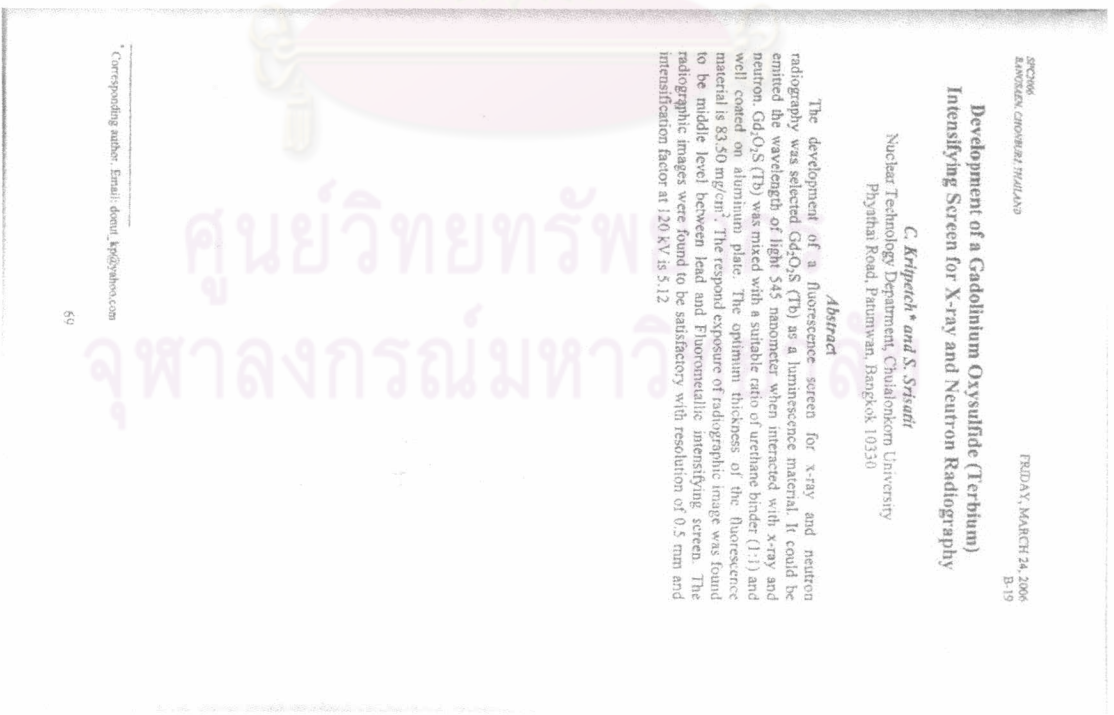 SPC2006
BANGSAEN, CHONBURI, THAILAND
FRIDAY, MARCH 24, 2006
B-19
Development of a Gadolinium Oxysulfide (Terbium)
Intensifying Screen for X-ray and Neutron Radiography
C. Kritpetch* and S. Srisatit
Nuclear Technology Depatrment, Chulalonkorn University
Phyathai Road, Patumwan, Bangkok 10330
Abstract
The development of a fluorescence screen for x-ray and neutron
radiography was selected Gd₂O₂S (Tb) as a luminescence material. It could be
emitted the wavelength of light 545 nanometer when interacted with x-ray and
neutron. Gd₂O₂S (Tb) was mixed with a suitable ratio of urethane binder (1:1) and
well coated on aluminum plate. The optimum thickness of the fluorescence
material is 83.50 mg/cm². The respond exposure of radiographic image was found
to be middle level between lead and Fluorometallic intensifying screen. The
radiographic images were found to be satisfactory with resolution of 0.5 mm and
intensification factor at 120 kV is 5.12
* Corresponding author. Email: donut_kp@yahoo.com
69
ศูนย์วิทยทรัพยากร
จุฬาลงกรณ์มหาวิทยาลัย